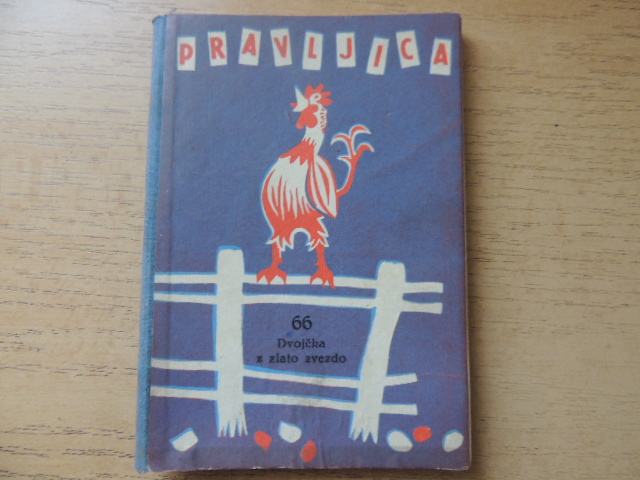 PRAVLJICA
66
Dvojčka
z zlato zvezdo